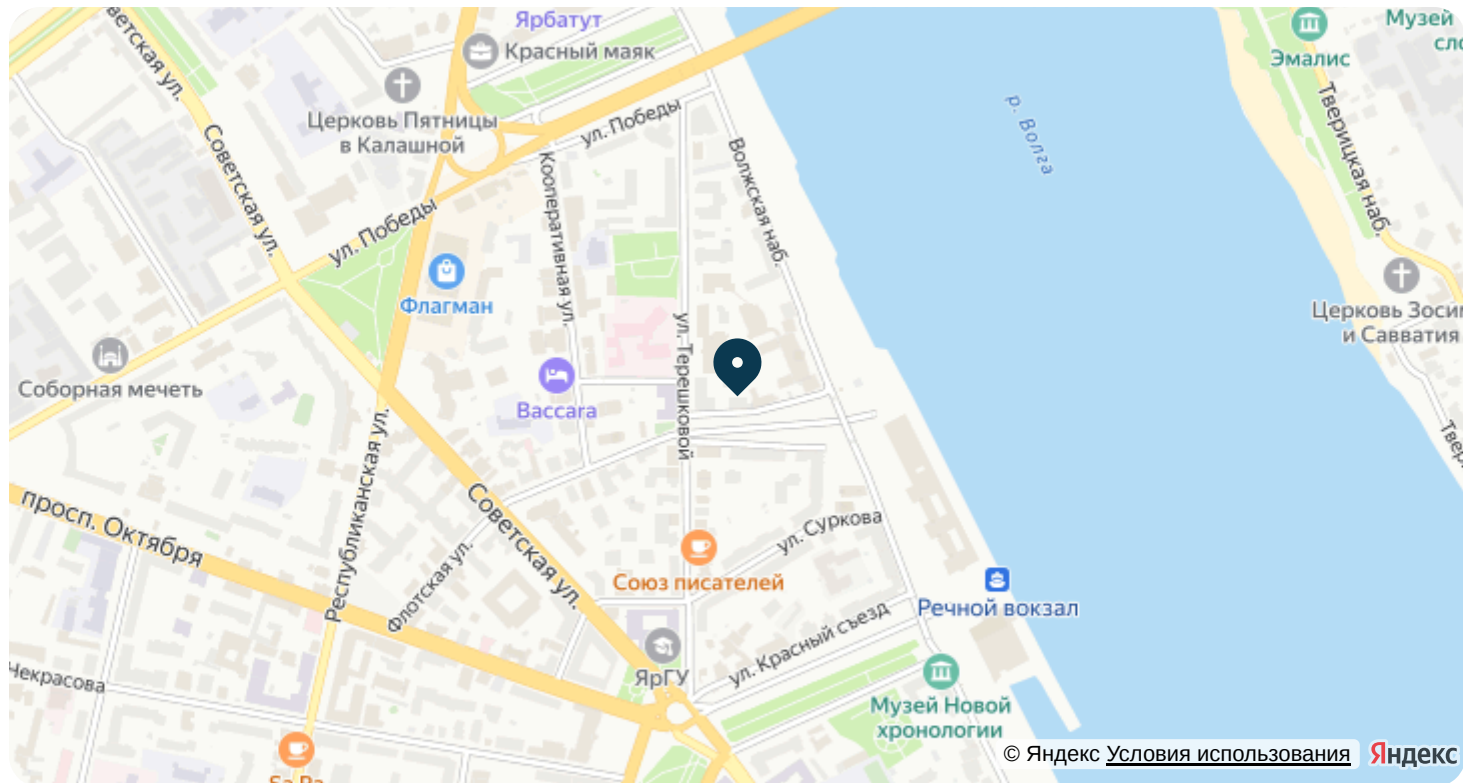 Ярбатут
Красный маяк
Музей
Эмалис
Советская ул.
Церковь Пятницы
в Калашной
ул. Победы
р. Волга
Тверицкая наб.
Советская ул.
Кооперативная ул.
Волжская наб.
ул. Победы
Флагман
Церковь Зосим
и Савватия
ул. Терешковой
Соборная мечеть
Baccara
Республиканская ул.
просп. Октября
Советская ул.
Флотская ул.
ул. Суркова
Союз писателей
Речной вокзал
ул. Красный съезд
ЯрГУ
Некрасова
Музей Новой
хронологии
© Яндекс Условия использования Яндекс